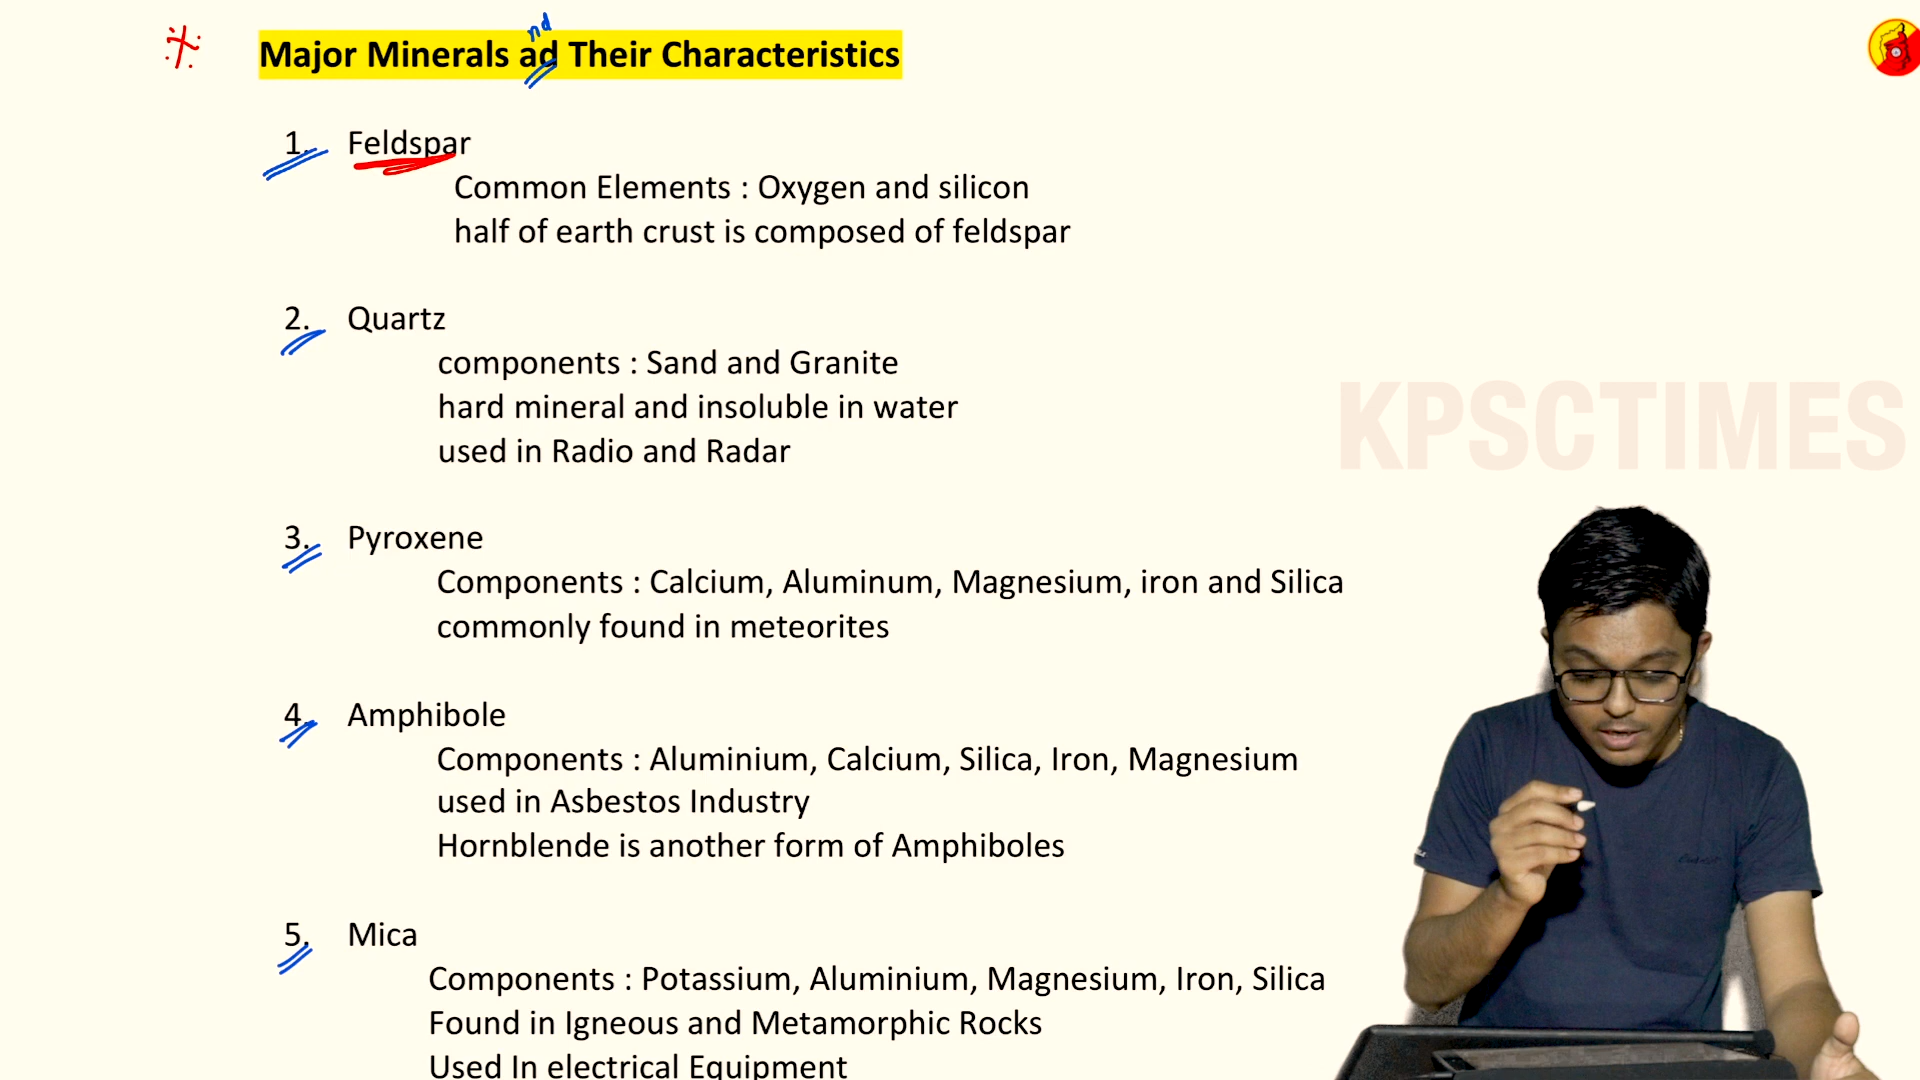 nd
Major Minerals ad Their Characteristics
1. Feldspar
Common Elements : Oxygen and silicon
half of earth crust is composed of feldspar
2. Quartz
components : Sand and Granite
hard mineral and insoluble in water
used in Radio and Radar
KPSCTIMES
3. Pyroxene
Components : Calcium, Aluminum, Magnesium, iron and Silica
commonly found in meteorites
4. Amphibole
Components : Aluminium, Calcium, Silica, Iron, Magnesium
used in Asbestos Industry
Hornblende is another form of Amphiboles
5. Mica
Components : Potassium, Aluminium, Magnesium, Iron, Silica
Found in Igneous and Metamorphic Rocks
Used In electrical Equipment